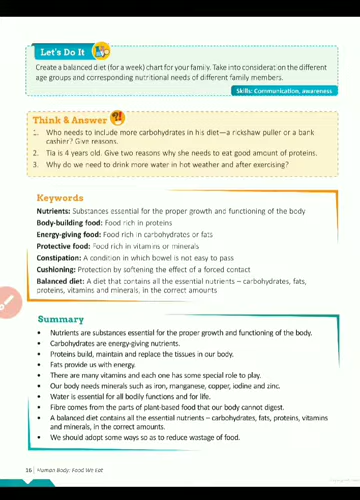 Let's Do It
Create a balanced diet (for a week) chart for your family. Take into consideration the different
age groups and corresponding nutritional needs of different family members.
Skills: Communication, awareness
Think & Answer
1. Who needs to include more carbohydrates in his diet—a rickshaw puller or a bank
cashier? Give reasons.
2. Tia is 4 years old. Give two reasons why she needs to eat good amount of proteins.
3. Why do we need to drink more water in hot weather and after exercising?
Keywords
Nutrients: Substances essential for the proper growth and functioning of the body
Body-building food: Food rich in proteins
Energy-giving food: Food rich in carbohydrates or fats
Protective food: Food rich in vitamins or minerals
Constipation: A condition in which bowel is not easy to pass
Cushioning: Protection by softening the effect of a forced contact
Balanced diet: A diet that contains all the essential nutrients – carbohydrates, fats,
proteins, vitamins and minerals, in the correct amounts
Summary
• Nutrients are substances essential for the proper growth and functioning of the body.
• Carbohydrates are energy-giving nutrients.
• Proteins build, maintain and replace the tissues in our body.
• Fats provide us with energy.
• There are many vitamins and each one has some special role to play.
• Our body needs minerals such as iron, manganese, copper, iodine and zinc.
• Water is essential for all bodily functions and for life.
• Fibre comes from the parts of plant-based food that our body cannot digest.
• A balanced diet contains all the essential nutrients – carbohydrates, fats, proteins, vitamins
and minerals, in the correct amounts.
• We should adopt some ways so as to reduce wastage of food.
16 Human Body: Food We Eat